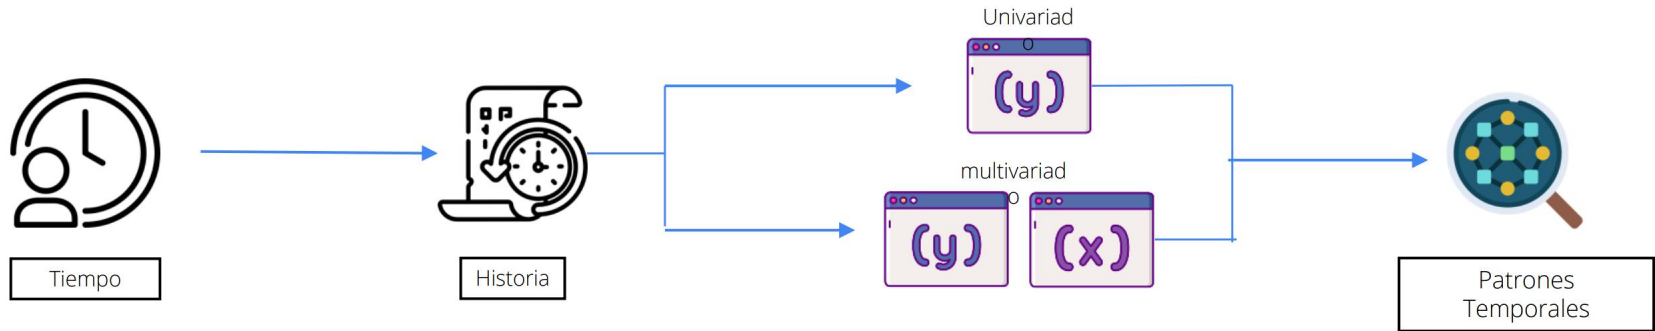 Univariad
o
(y)
multivariad
o
(y)
(x)
Tiempo
Historia
Patrones
Temporales